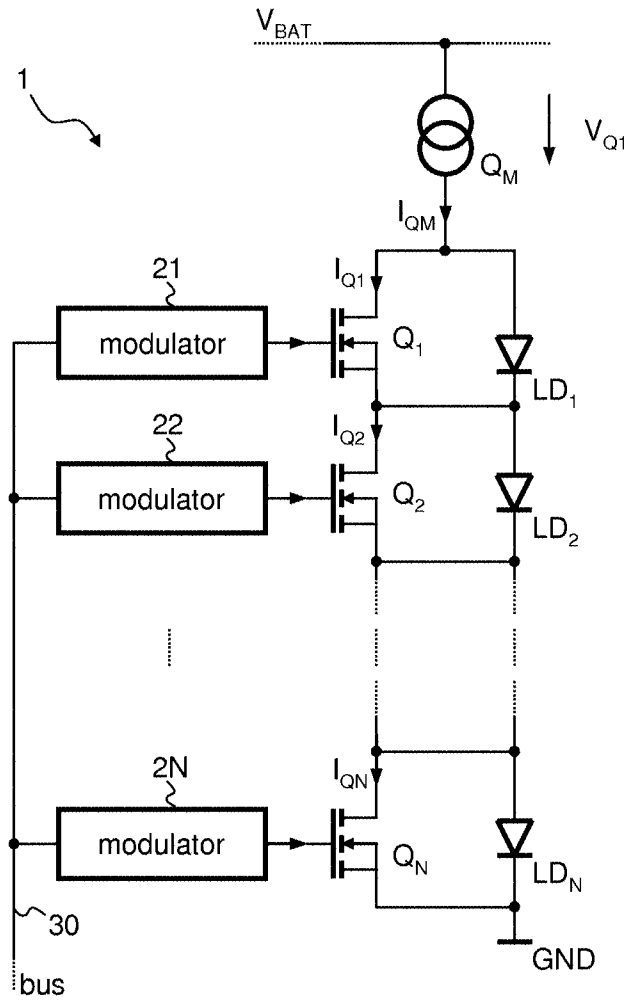 V_BAT
1
V_Q1
Q_M
I_QM
21
I_Q1
modulator
Q_1
LD_1
22
I_Q2
modulator
Q_2
LD_2
2N
I_QN
modulator
Q_N
LD_N
30
GND
bus